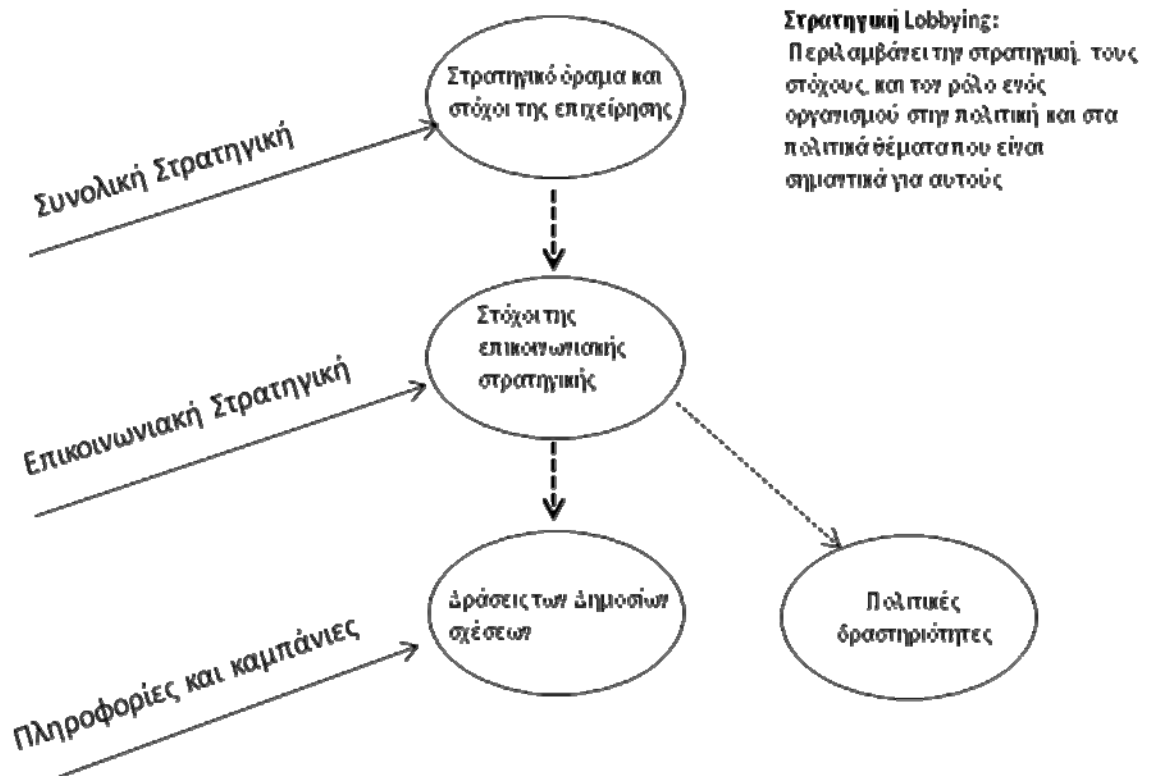 Στρατηγική Lobbying:
Περιλαμβάνει την στρατηγική, τους
στόχους, και τον ρόλο ενός
οργανισμού στην πολιτική και στα
πολιτικά θέματα που είναι
σημαντικά για αυτούς
Στρατηγικό όραμα και
στόχοι της επιχείρησης
Συνολική Στρατηγική
Στόχοι της
επικοινωνιακής
στρατηγικής
Επικοινωνιακή Στρατηγική
Δράσεις των Δημοσίων
σχέσεων
Πολιτικές
δραστηριότητες
Πληροφορίες και καμπάνιες